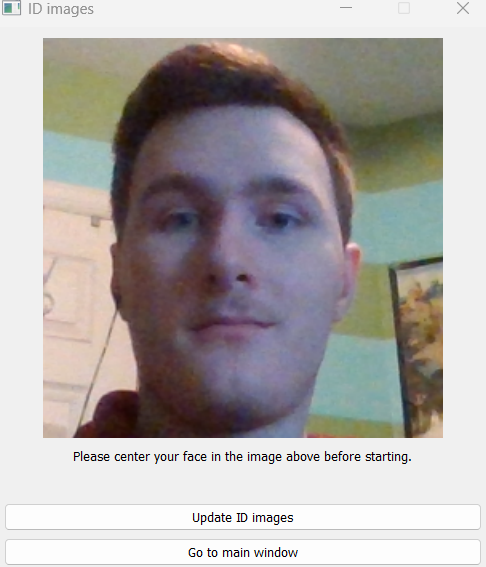 ID images
Please center your face in the image above before starting.
Update ID images
Go to main window